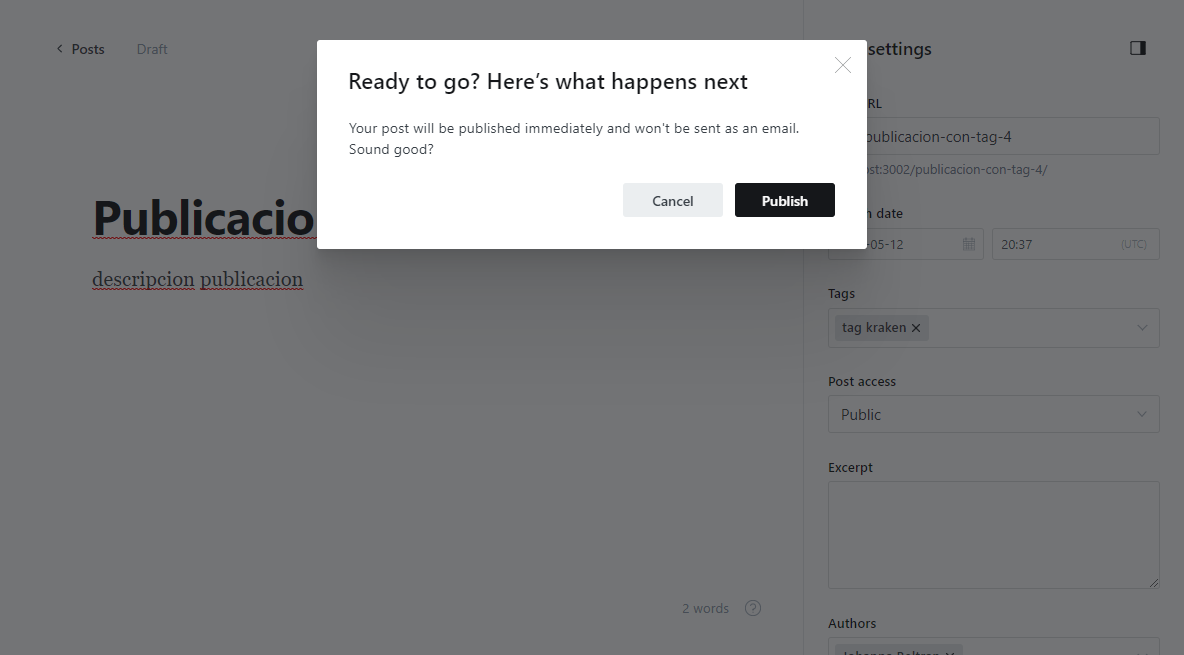 Posts
Draft
settings
Ready to go? Here’s what happens next
Your post will be published immediately and won't be sent as an email.
Sound good?
Cancel
Publish
Publicacio
descripcion publicacion
2 words
RL
publicacion-con-tag-4
ost:3002/publicacion-con-tag-4/
date
-05-12
20:37
(UTC)
Tags
tag kraken
Post access
Public
Excerpt
Authors